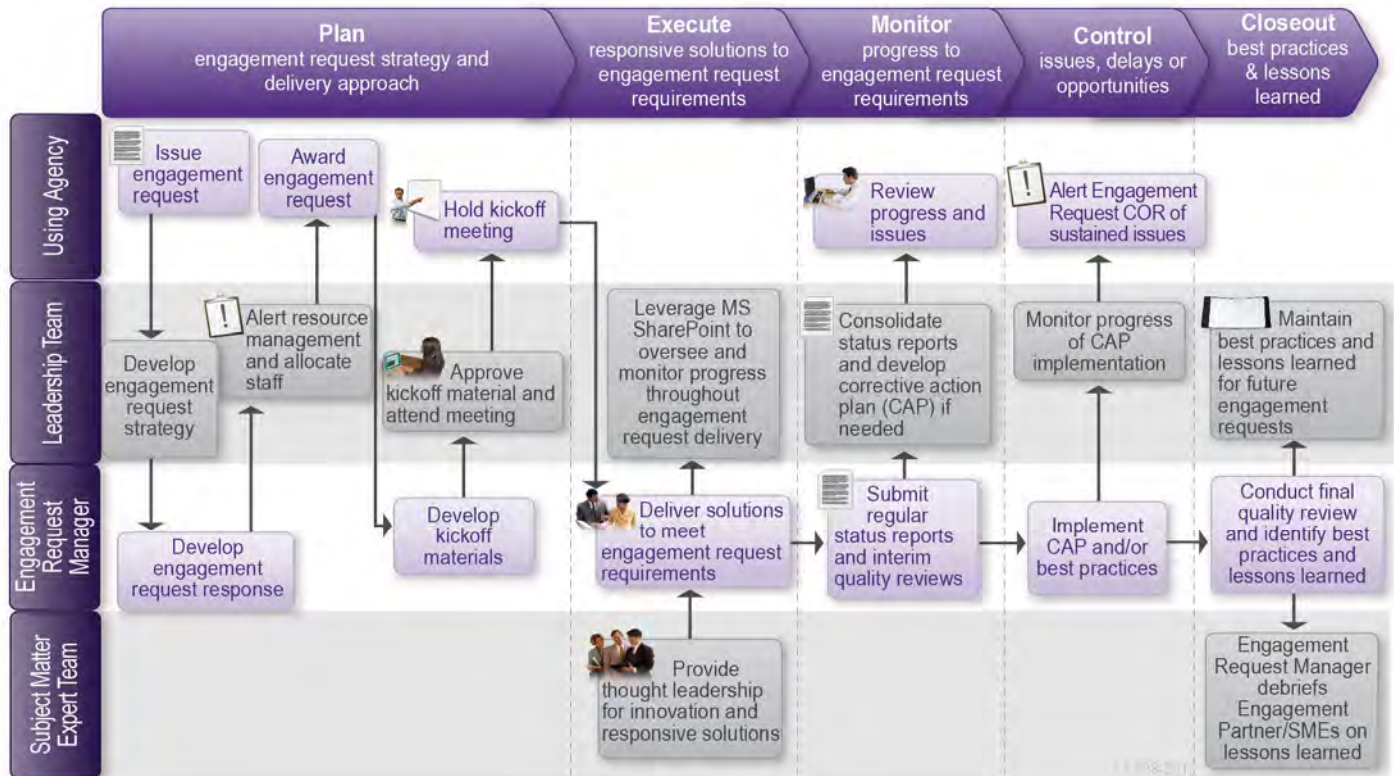 Plan
engagement request strategy and
delivery approach
Execute
responsive solutions to
engagement request
requirements
Monitor
progress to
engagement request
requirements
Control
issues, delays or
opportunities
Closeout
best practices
& lessons
learned
Using Agency
Issue
engagement
request
Award
engagement
request
Hold kickoff
meeting
Review
progress and
issues
Alert Engagement
Request COR of
sustained issues
Leadership Team
Develop
engagement
request
strategy
Alert resource
management
and allocate
staff
Approve
kickoff material and
attend meeting
Leverage MS
SharePoint to
oversee and
monitor progress
throughout
engagement
request delivery
Consolidate
status reports
and develop
corrective action
plan (CAP) if
needed
Monitor progress
of CAP
implementation
Maintain
best practices and
lessons learned
for future
engagement
requests
Engagement
Request
Manager
Develop
engagement
request response
Develop
kickoff
materials
Deliver solutions
to meet
engagement request
requirements
Submit
regular
status reports
and interim
quality reviews
Implement
CAP and/or
best practices
Conduct final
quality review
and identify best
practices and
lessons learned
Subject Matter
Expert Team
Provide
thought leadership
for innovation and
responsive solutions
Engagement
Request Manager
debriefs
Engagement
Partner/SMEs on
lessons learned